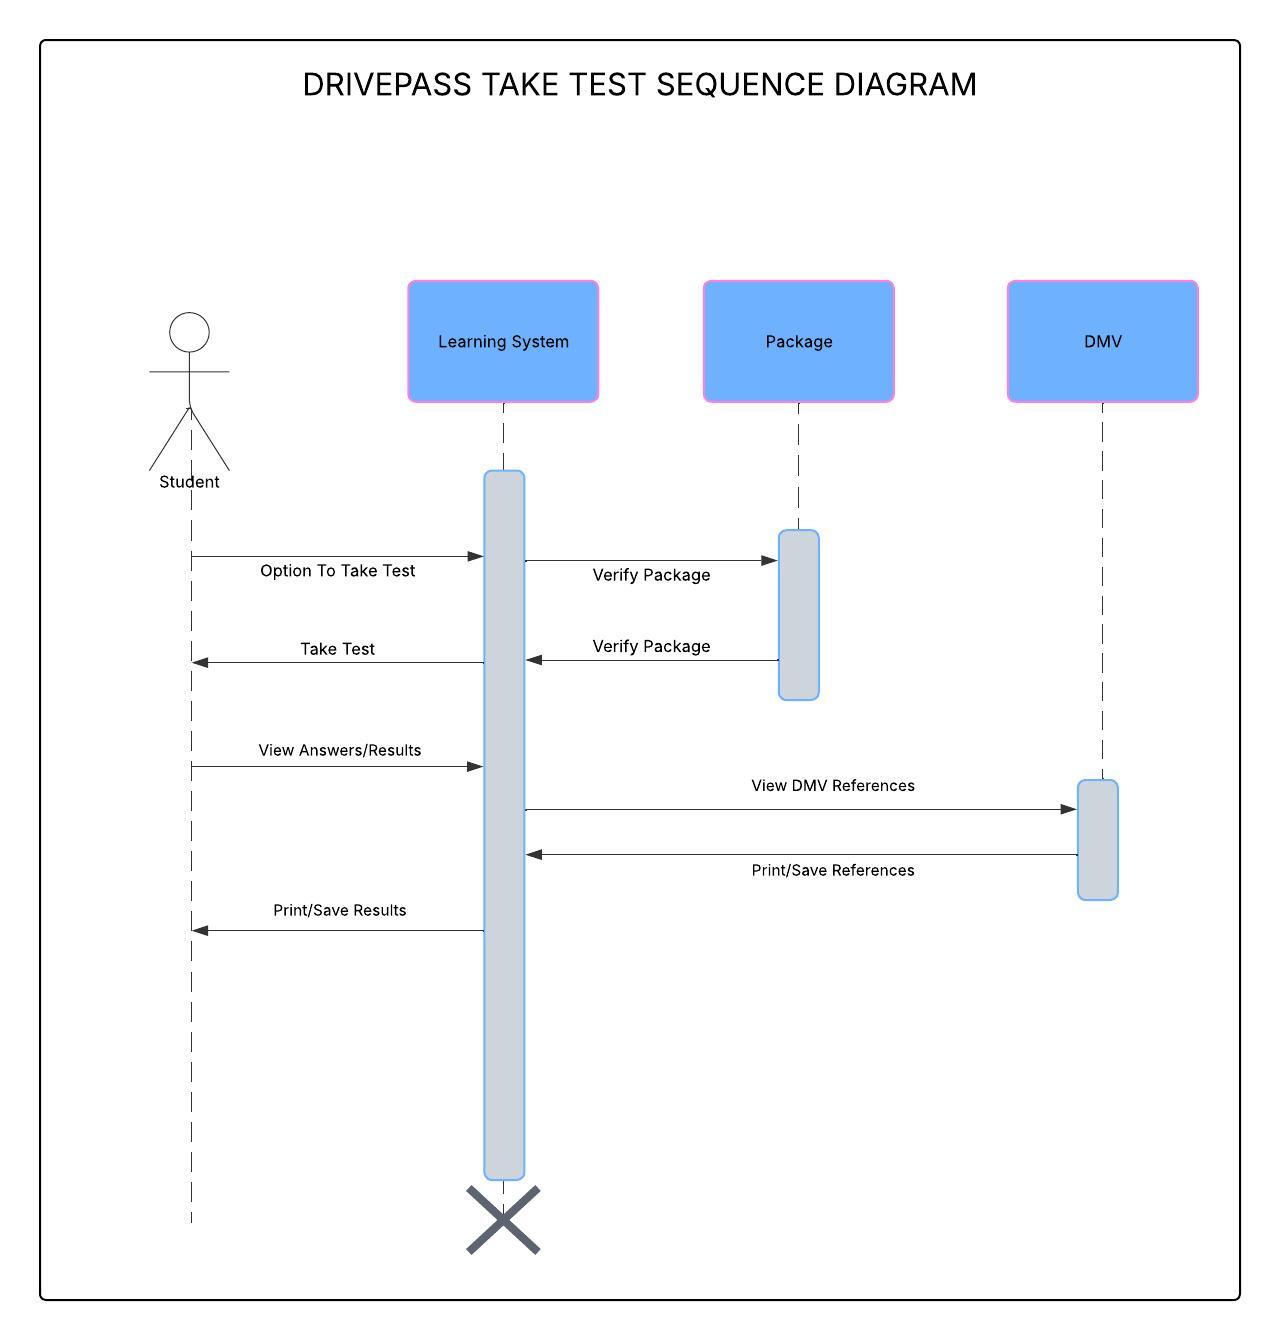 DRIVEPASS TAKE TEST SEQUENCE DIAGRAM
Learning System
Package
DMV
Student
Option To Take Test
Verify Package
Take Test
Verify Package
View Answers/Results
View DMV References
Print/Save References
Print/Save Results